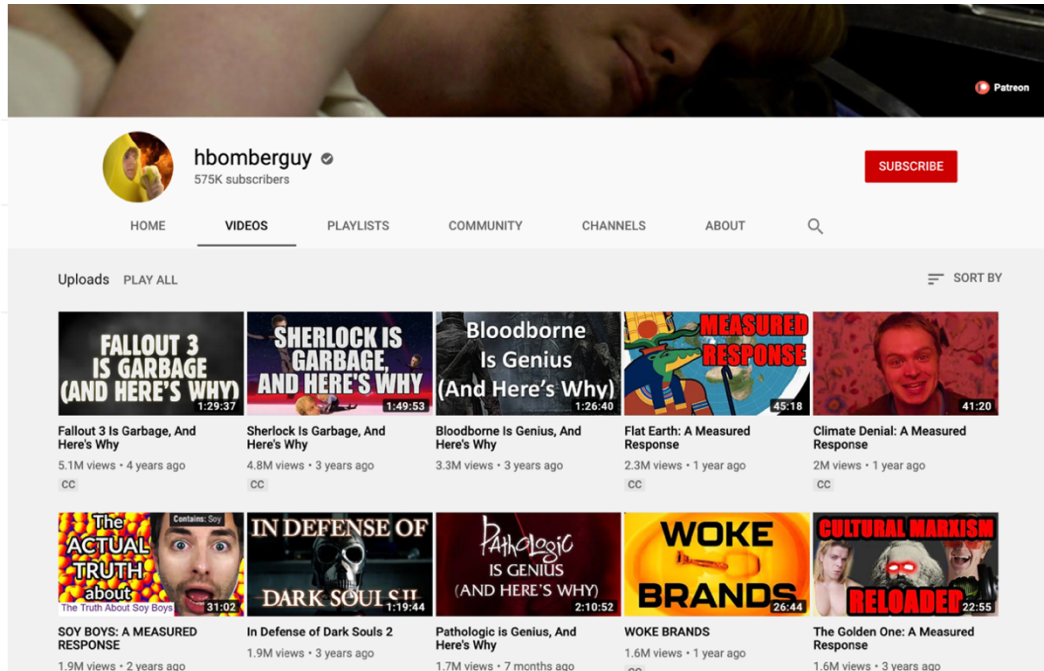 Patreon
hbomberguy
575K subscribers
SUBSCRIBE
HOME
VIDEOS
PLAYLISTS
COMMUNITY
CHANNELS
ABOUT
Uploads PLAY ALL
SORT BY
FALLOUT 3
IS GARBAGE
(AND HERE'S WHY)
1:29:37
SHERLOCK IS
GARBAGE,
AND HERE'S WHY
1:49:53
Bloodborne
Is Genius
(And Here's Why)
1:26:40
MEASURED
RESPONSE
45:18
41:20
Fallout 3 Is Garbage, And
Here's Why
5.1M views • 4 years ago
CC
Sherlock Is Garbage, And
Here's Why
4.8M views • 3 years ago
CC
Bloodborne Is Genius, And
Here's Why
3.3M views • 3 years ago
Flat Earth: A Measured
Response
2.3M views • 1 year ago
CC
Climate Denial: A Measured
Response
2M views • 1 year ago
CC
The
ACTUAL
TRUTH
about
The Truth About Soy Boys
Contains: Soy
31:02
IN DEFENSE OF
DARK SOULS II
1:19:44
PAthologic
IS GENIUS
(AND HERE'S WHY)
2:10:52
WOKE
BRANDS
26:44
CULTURAL MARXISM
RELOADED
22:55
SOY BOYS: A MEASURED
RESPONSE
1.9M views • 2 years ago
In Defense of Dark Souls 2
1.9M views • 3 years ago
Pathologic is Genius, And
Here's Why
1.7M views • 7 months ago
WOKE BRANDS
1.6M views • 1 year ago
CC
The Golden One: A Measured
Response
1.6M views • 3 years ago